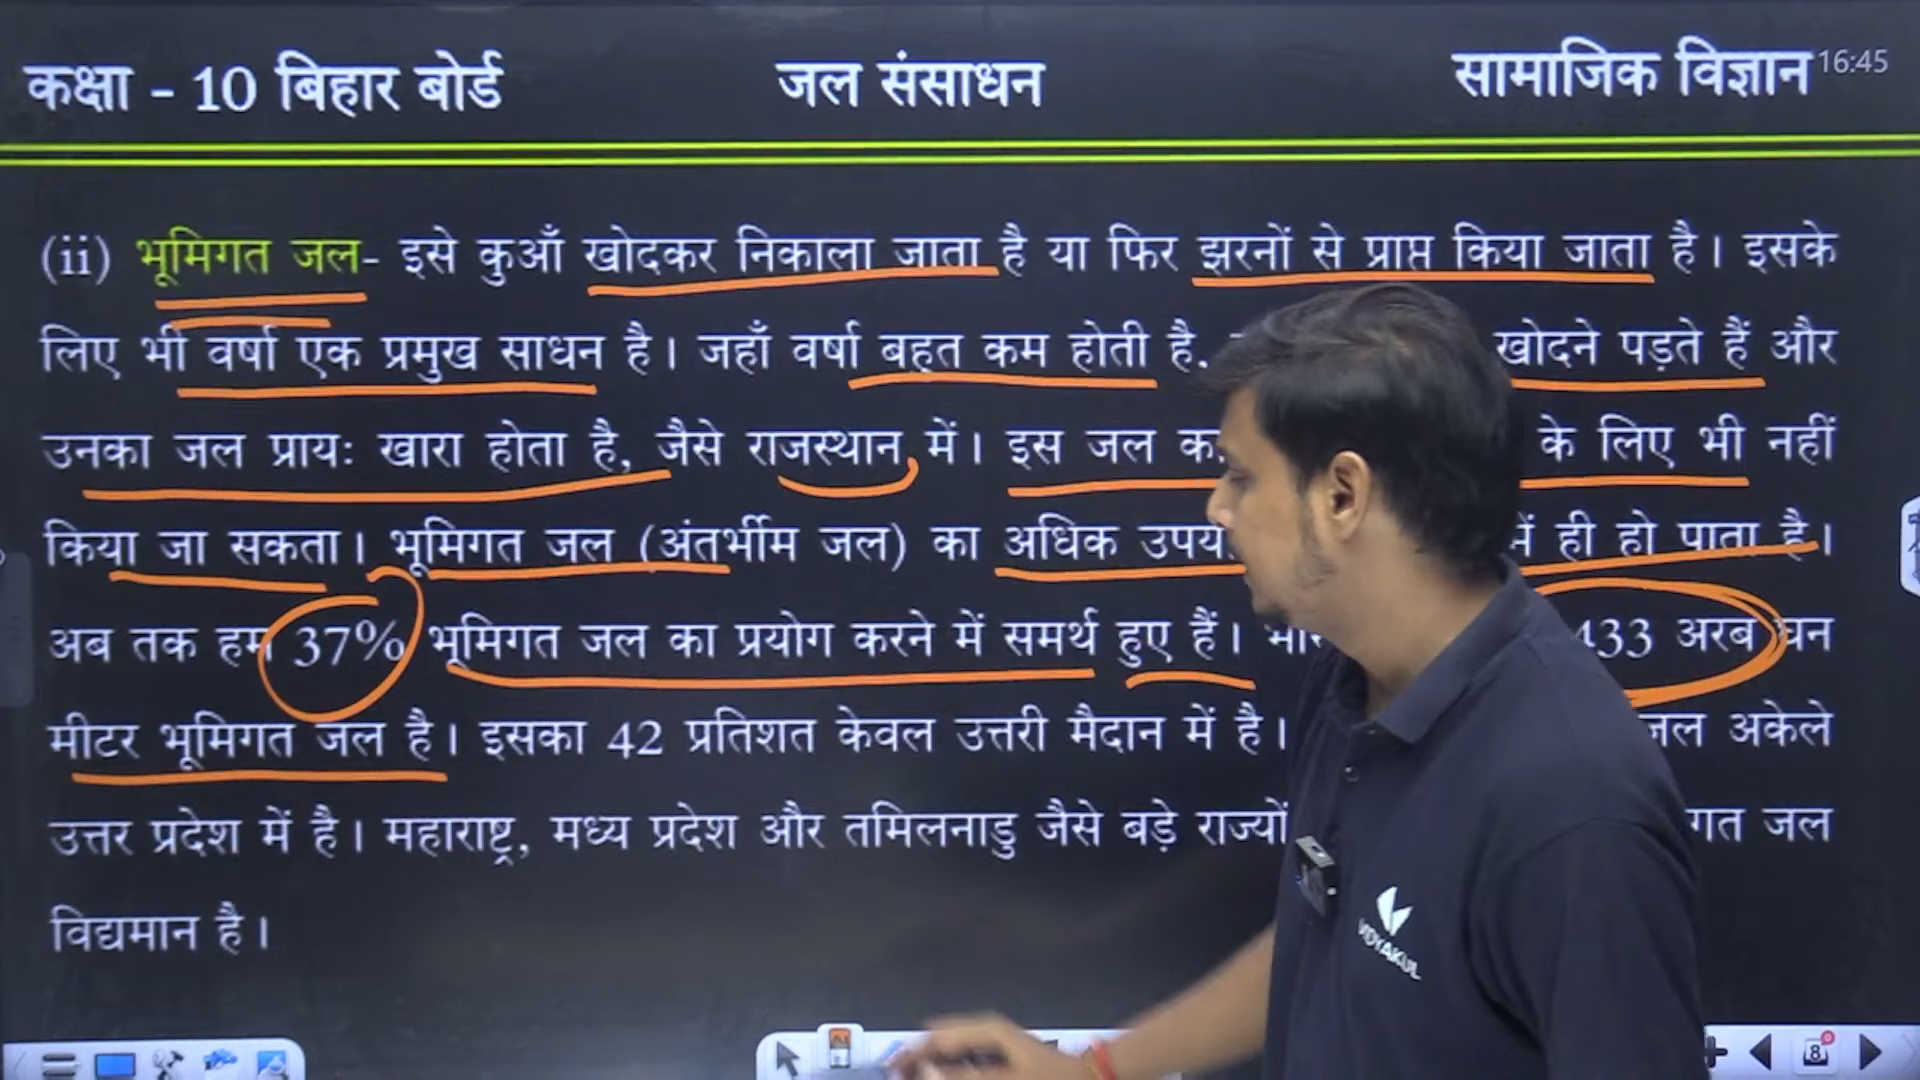 कक्षा - 10 बिहार बोर्ड जल संसाधन सामाजिक विज्ञान 16:45
(ii) भूमिगत जल- इसे कुआँ खोदकर निकाला जाता है या फिर झरनों से प्राप्त किया जाता है। इसके
लिए भी वर्षा एक प्रमुख साधन है। जहाँ वर्षा बहुत कम होती है, खोदने पड़ते हैं और
उनका जल प्रायः खारा होता है, जैसे राजस्थान में। इस जल के लिए भी नहीं
किया जा सकता। भूमिगत जल (अंतर्भीम जल) का अधिक में ही हो पाता है।
अब तक हम 37% भूमिगत जल का प्रयोग करने में समर्थ हुए हैं। 433 अरब घन
मीटर भूमिगत जल है। इसका 42 प्रतिशत केवल उत्तरी मैदान में है। जल अकेले
उत्तर प्रदेश में है। महाराष्ट्र, मध्य प्रदेश और तमिलनाडु जैसे बड़े राज्यों गत जल
विद्यमान है।
VIDYAKUL
8